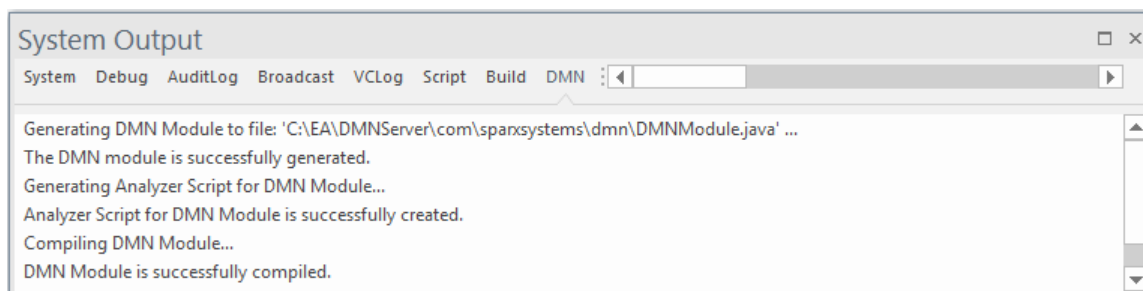 System Output
System Debug AuditLog Broadcast VCLog Script Build DMN
Generating DMN Module to file: 'C:\EA\DMNServer\com\sparxsystems\dmn\DMNModule.java' ...
The DMN module is successfully generated.
Generating Analyzer Script for DMN Module...
Analyzer Script for DMN Module is successfully created.
Compiling DMN Module...
DMN Module is successfully compiled.